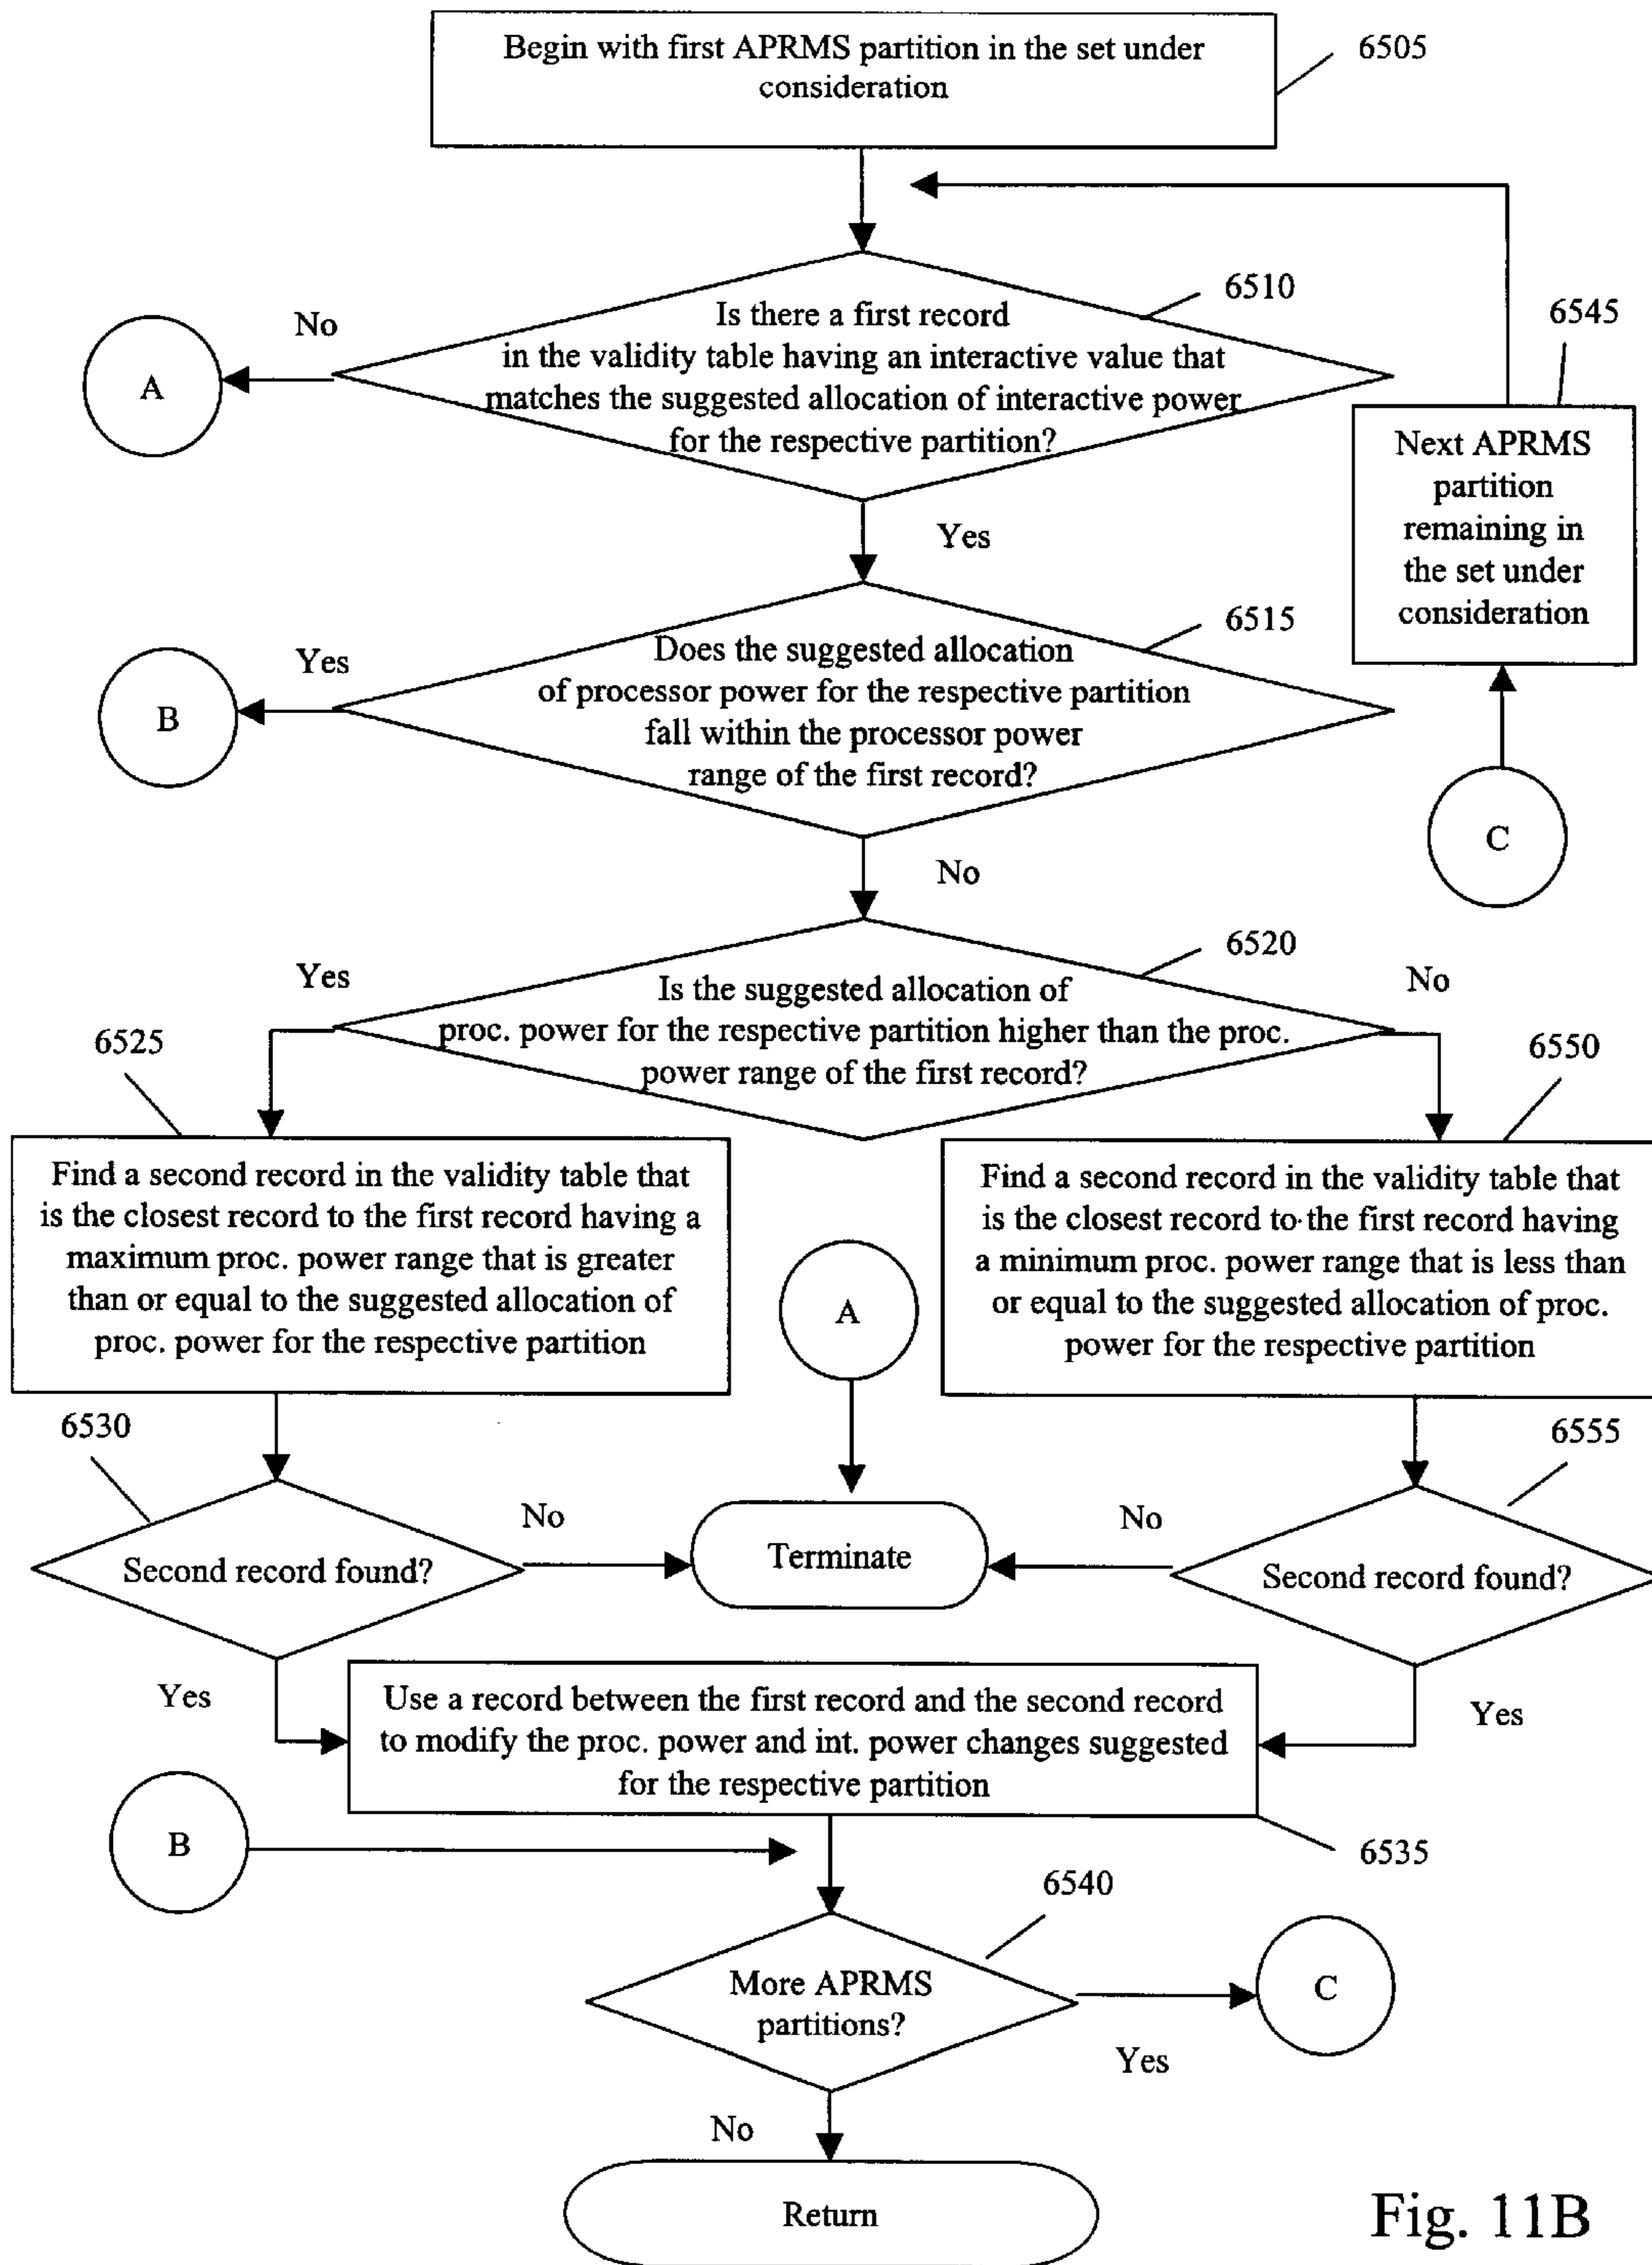 Begin with first APRMS partition in the set under
consideration
6505
6510
Is there a first record
in the validity table having an interactive value that
matches the suggested allocation of interactive power
for the respective partition?
No
A
Yes
6545
Next APRMS
partition
remaining in
the set under
consideration
6515
Does the suggested allocation
of processor power for the respective partition
fall within the processor power
range of the first record?
Yes
B
No
C
6520
Is the suggested allocation of
proc. power for the respective partition higher than the proc.
power range of the first record?
Yes
No
6525
6550
Find a second record in the validity table that
is the closest record to the first record having a
maximum proc. power range that is greater
than or equal to the suggested allocation of
proc. power for the respective partition
A
Find a second record in the validity table that
is the closest record to the first record having
a minimum proc. power range that is less than
or equal to the suggested allocation of proc.
power for the respective partition
6530
6555
Second record found?
No
Terminate
No
Second record found?
Yes
Yes
Use a record between the first record and the second record
to modify the proc. power and int. power changes suggested
for the respective partition
6535
B
6540
More APRMS
partitions?
C
Yes
No
Return
Fig. 11B